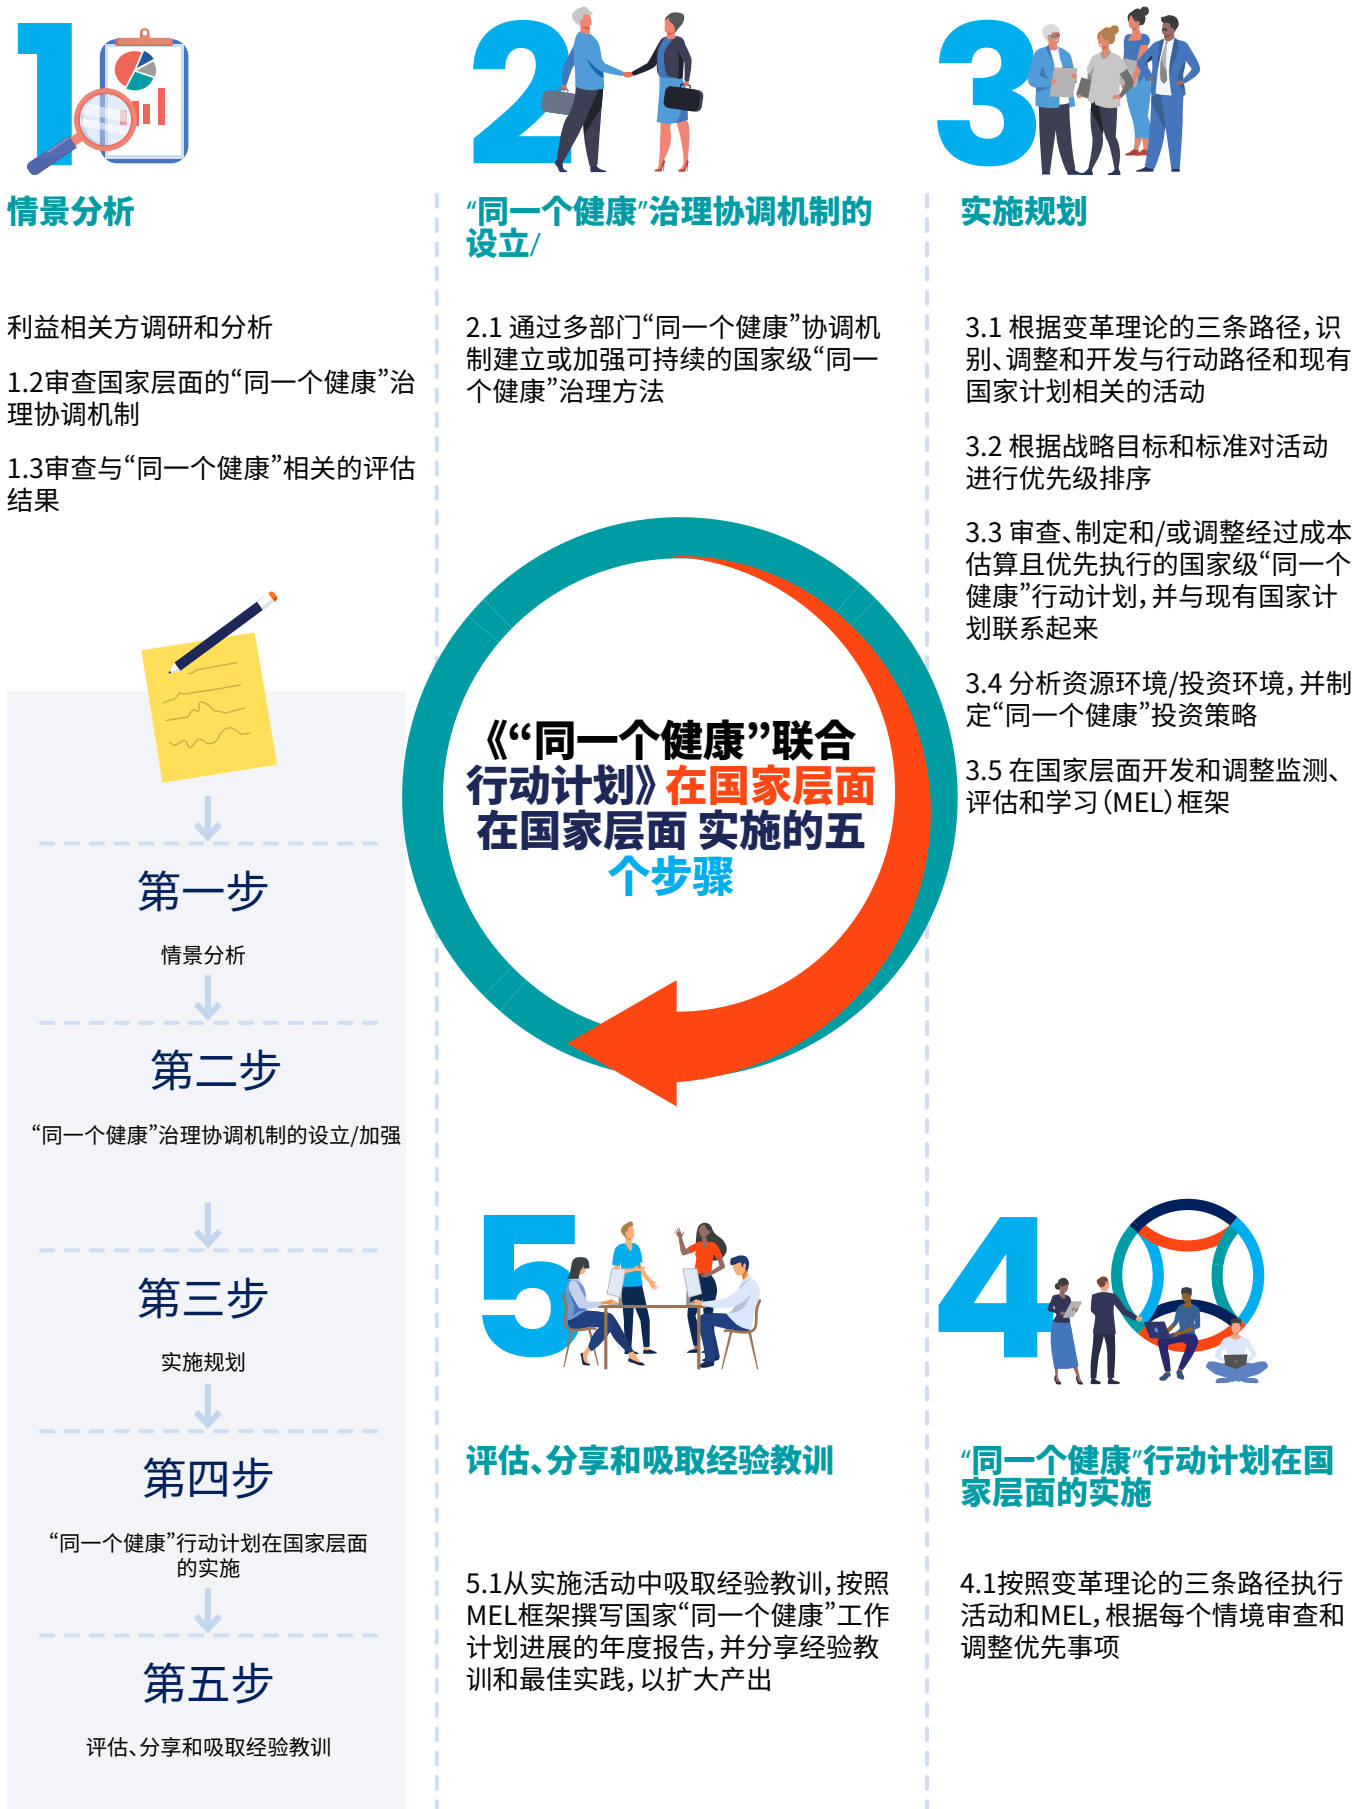 1
情景分析
利益相关方调研和分析
1.2审查国家层面的“同一个健康”治
理协调机制
1.3审查与“同一个健康”相关的评估
结果
2
“同一个健康”治理协调机制的
设立/
2.1 通过多部门“同一个健康”协调机
制建立或加强可持续的国家级“同一
个健康”治理方法
3
实施规划
3.1 根据变革理论的三条路径，识
别、调整和开发与行动路径和现有
国家计划相关的活动
3.2 根据战略目标和标准对活动
进行优先级排序
3.3 审查、制定和/或调整经过成本
估算且优先执行的国家级“同一个
健康”行动计划，并与现有国家计
划联系起来
3.4 分析资源环境/投资环境，并制
定“同一个健康”投资策略
3.5 在国家层面开发和调整监测、
评估和学习（MEL）框架
《“同一个健康”联合
行动计划》在国家层面
在国家层面 实施的五
个步骤
第一步
情景分析
第二步
“同一个健康”治理协调机制的设立/加强
第三步
实施规划
第四步
“同一个健康”行动计划在国家层面
的实施
第五步
评估、分享和吸取经验教训
5
评估、分享和吸取经验教训
5.1从实施活动中吸取经验教训，按照
MEL框架撰写国家“同一个健康”工作
计划进展的年度报告，并分享经验教
训和最佳实践，以扩大产出
4
“同一个健康”行动计划在国
家层面的实施
4.1按照变革理论的三条路径执行
活动和MEL，根据每个情境审查和
调整优先事项